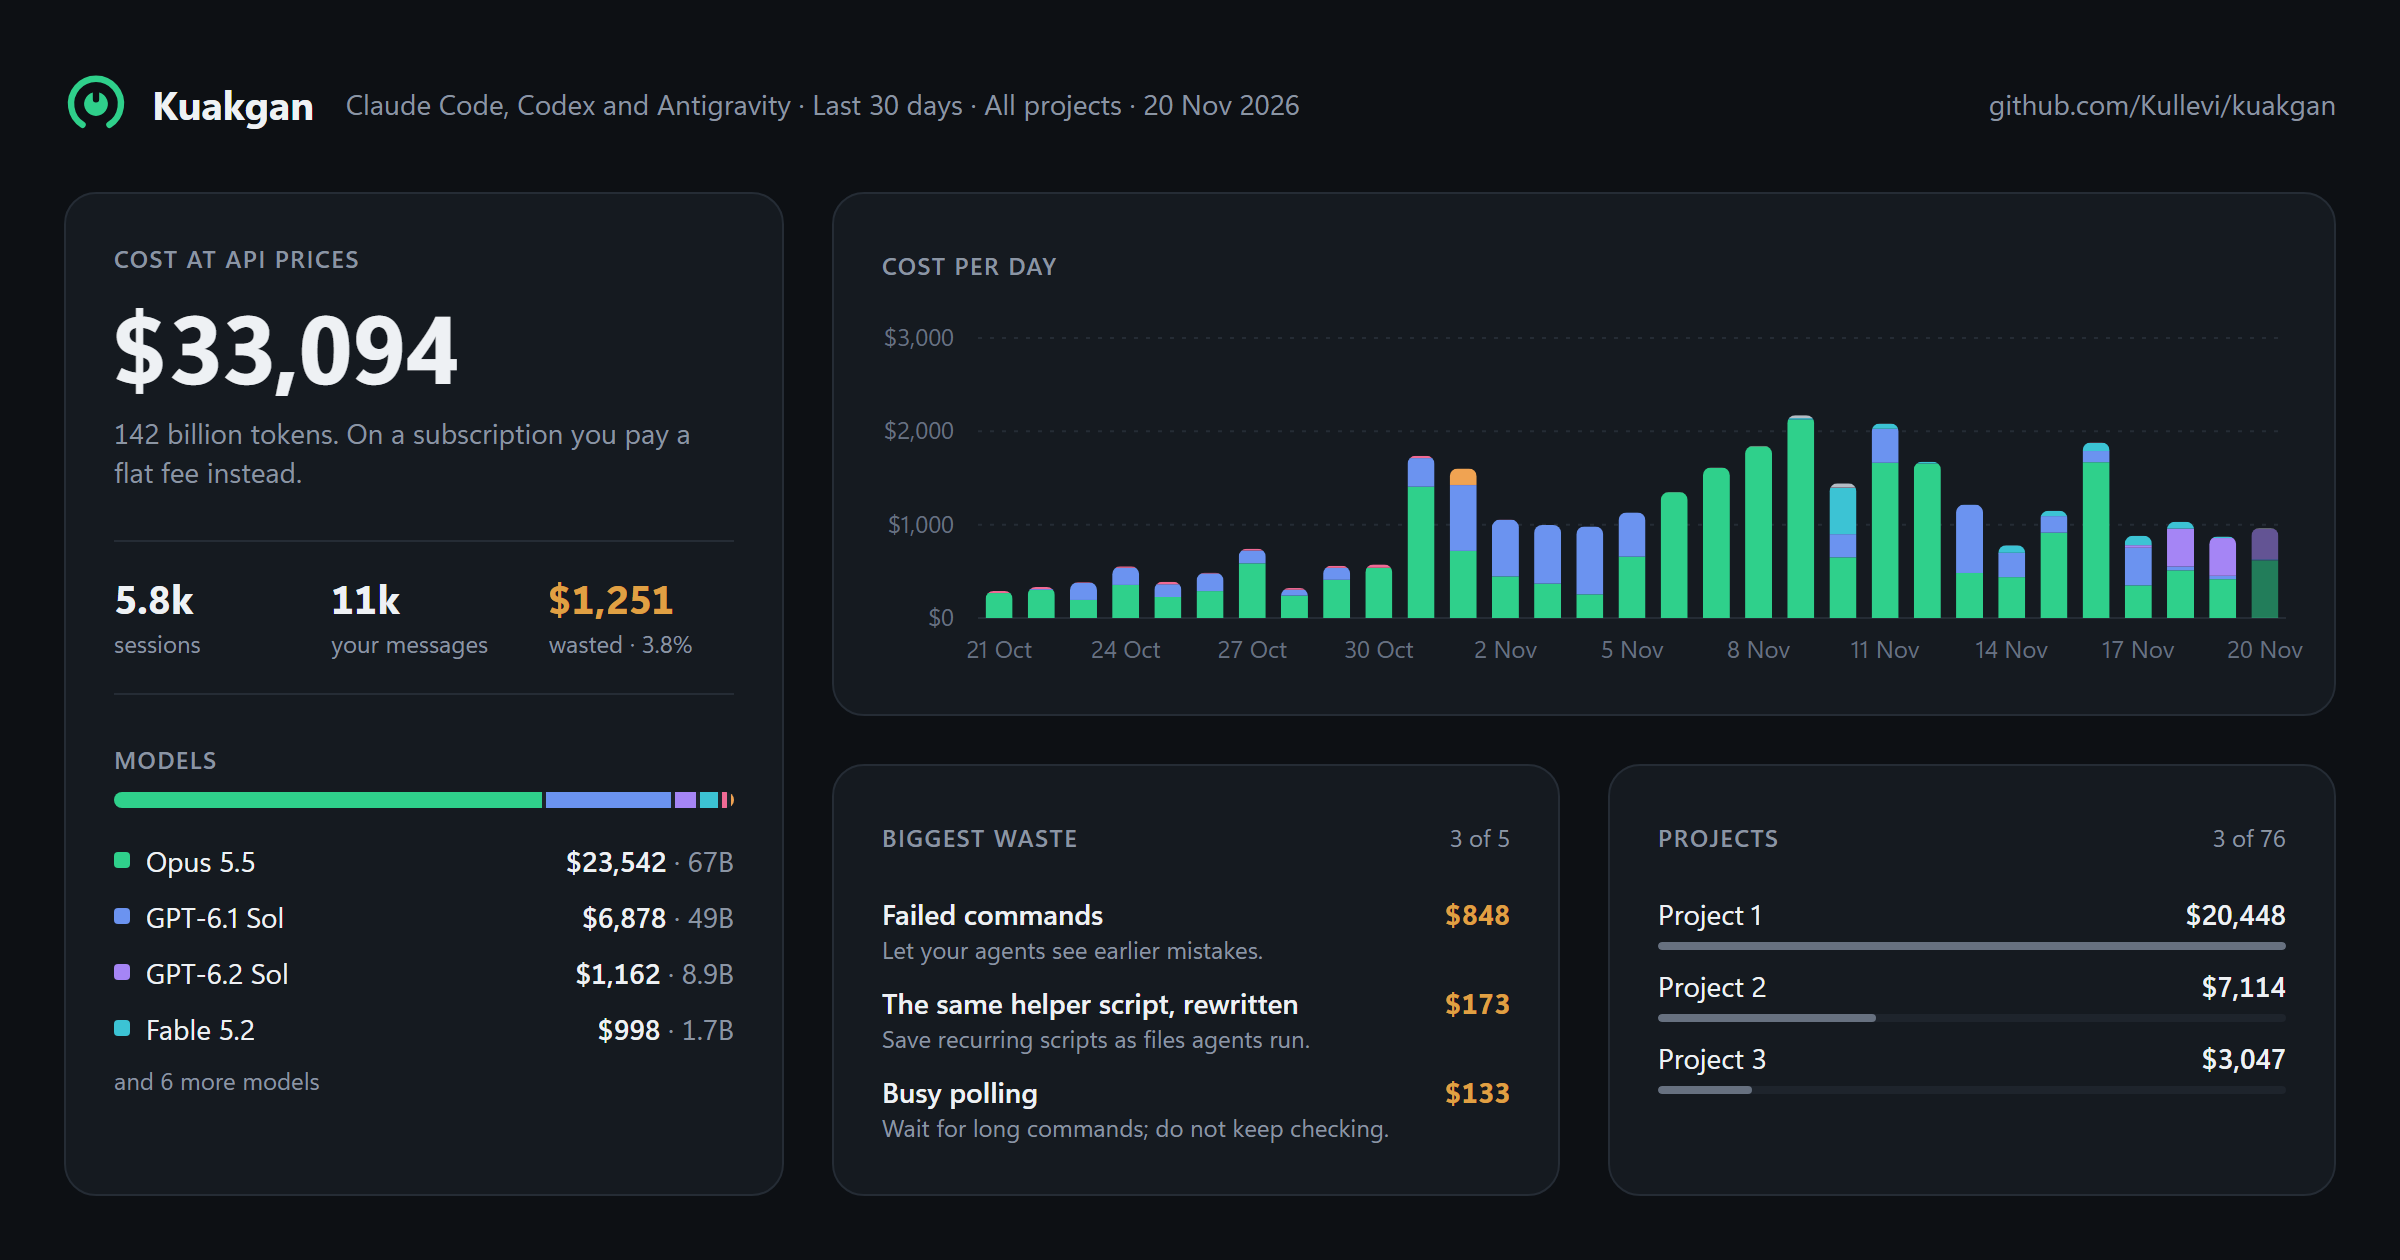 Kuakgan
Claude Code, Codex and Antigravity · Last 30 days · All projects · 20 Nov 2026
github.com/Kullevi/kuakgan
COST AT API PRICES
$33,094
142 billion tokens. On a subscription you pay a
flat fee instead.
5.8k
sessions
11k
your messages
$1,251
wasted · 3.8%
MODELS
Opus 5.5 $23,542 · 67B
GPT-6.1 Sol $6,878 · 49B
GPT-6.2 Sol $1,162 · 8.9B
Fable 5.2 $998 · 1.7B
and 6 more models
COST PER DAY
$3,000
$2,000
$1,000
$0
21 Oct 24 Oct 27 Oct 30 Oct 2 Nov 5 Nov 8 Nov 11 Nov 14 Nov 17 Nov 20 Nov
BIGGEST WASTE 3 of 5
Failed commands $848
Let your agents see earlier mistakes.
The same helper script, rewritten $173
Save recurring scripts as files agents run.
Busy polling $133
Wait for long commands; do not keep checking.
PROJECTS 3 of 76
Project 1 $20,448
Project 2 $7,114
Project 3 $3,047